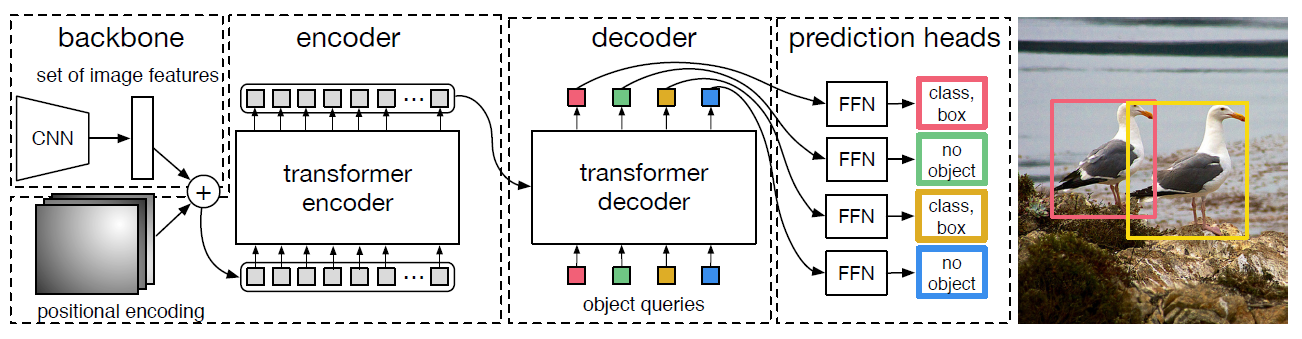 backbone
set of image features
CNN
+
positional encoding
encoder
...
transformer
encoder
...
decoder
transformer
decoder
object queries
prediction heads
FFN
class,
box
FFN
no
object
FFN
class,
box
FFN
no
object